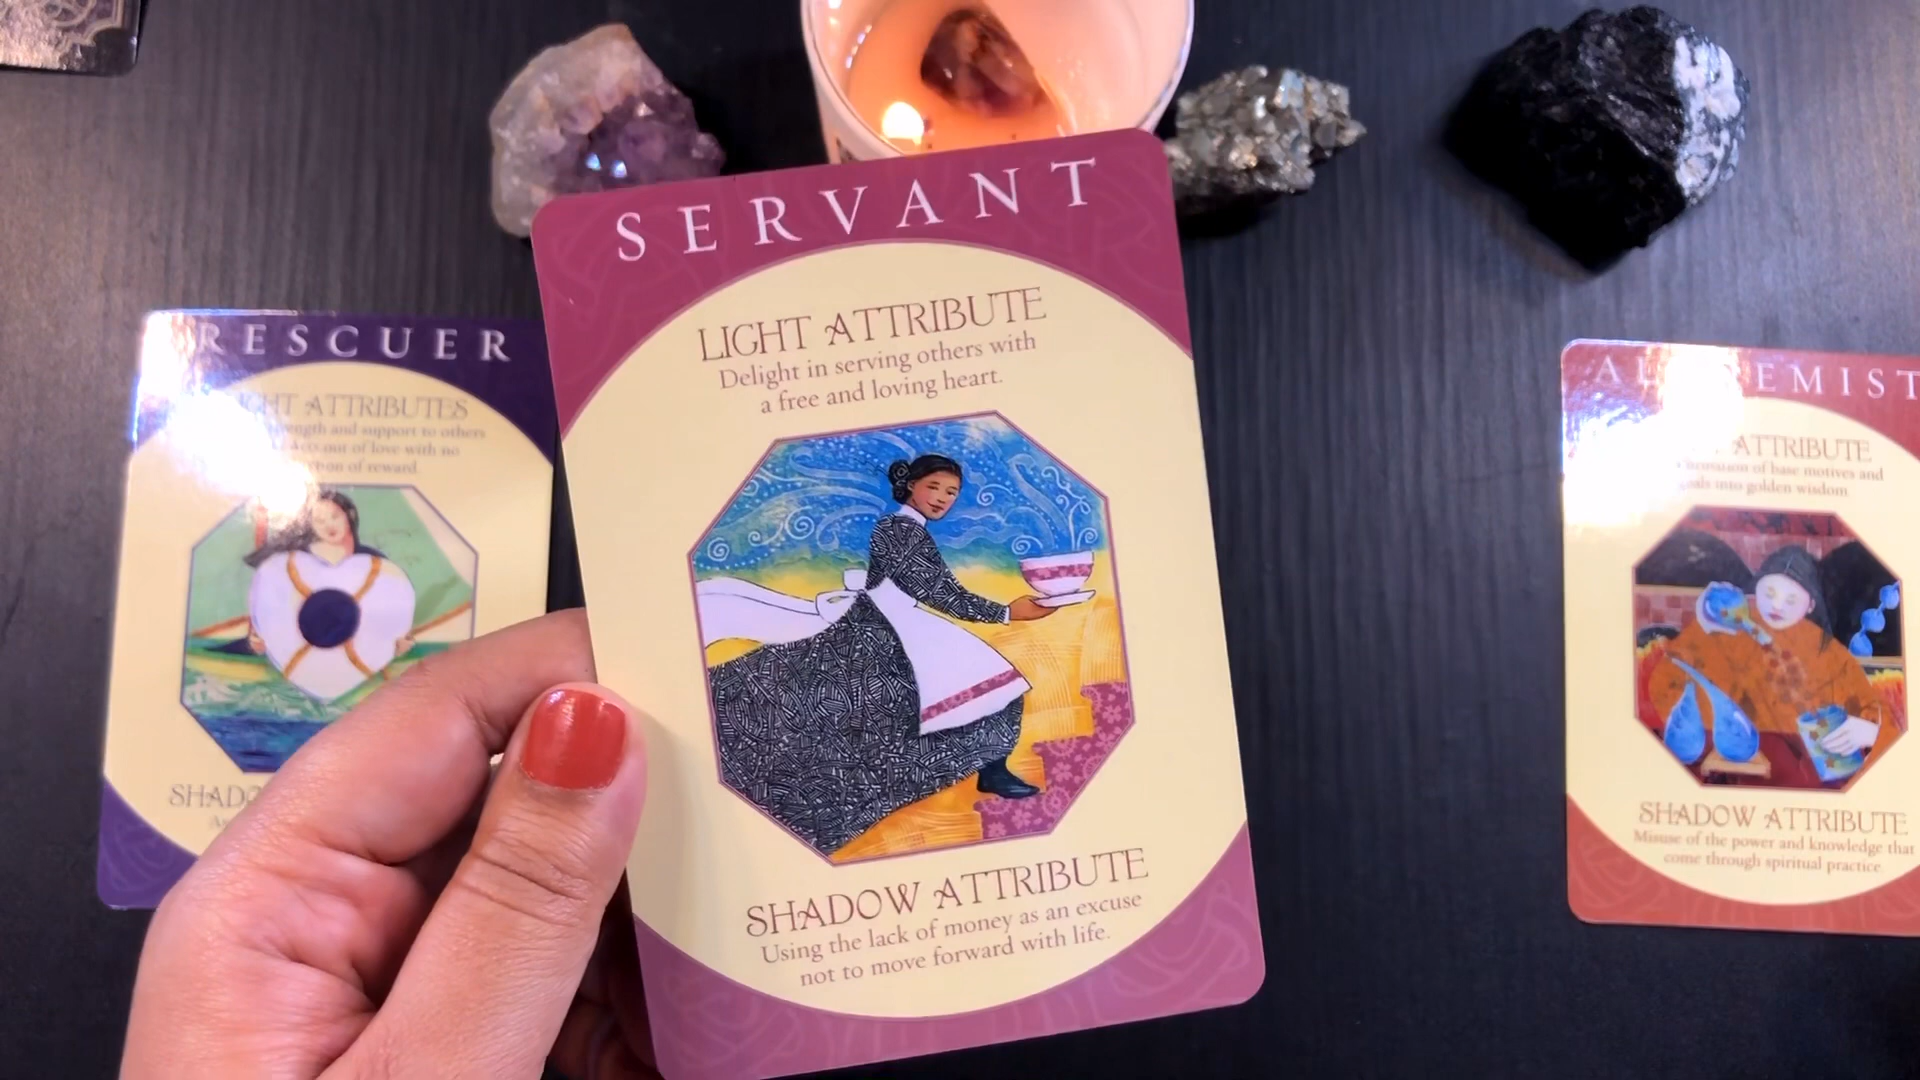 SERVANT
LIGHT ATTRIBUTE
Delight in serving others with
a free and loving heart.
SHADOW ATTRIBUTE
Using the lack of money as an excuse
not to move forward with life.
RESCUER
ATTRIBUTES
and support to others
out of love with no
of reward.
ALCHEMIST
ATTRIBUTE
of base motives and
into golden wisdom
SHADOW ATTRIBUTE
Misuse of the power and knowledge that
come through spiritual practice.